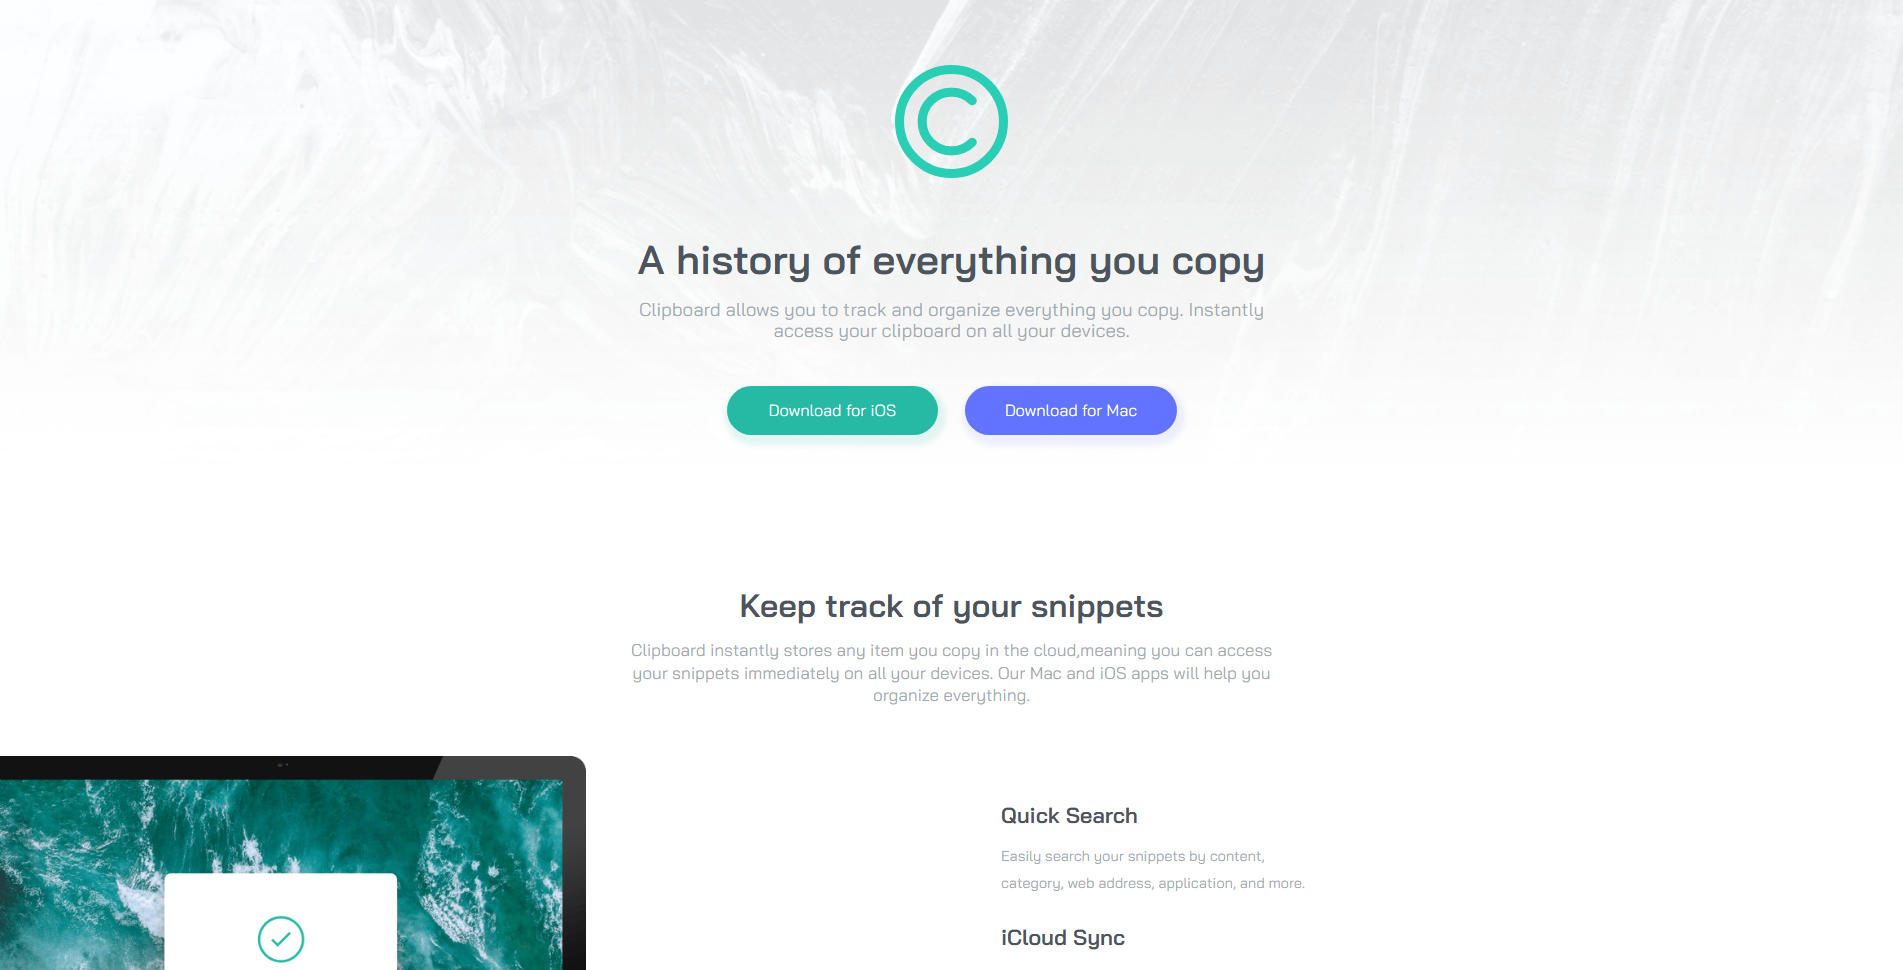 A history of everything you copy
Clipboard allows you to track and organize everything you copy. Instantly
access your clipboard on all your devices.
Download for iOS
Download for Mac
Keep track of your snippets
Clipboard instantly stores any item you copy in the cloud,meaning you can access
your snippets immediately on all your devices. Our Mac and iOS apps will help you
organize everything.
Quick Search
Easily search your snippets by content,
category, web address, application, and more.
iCloud Sync